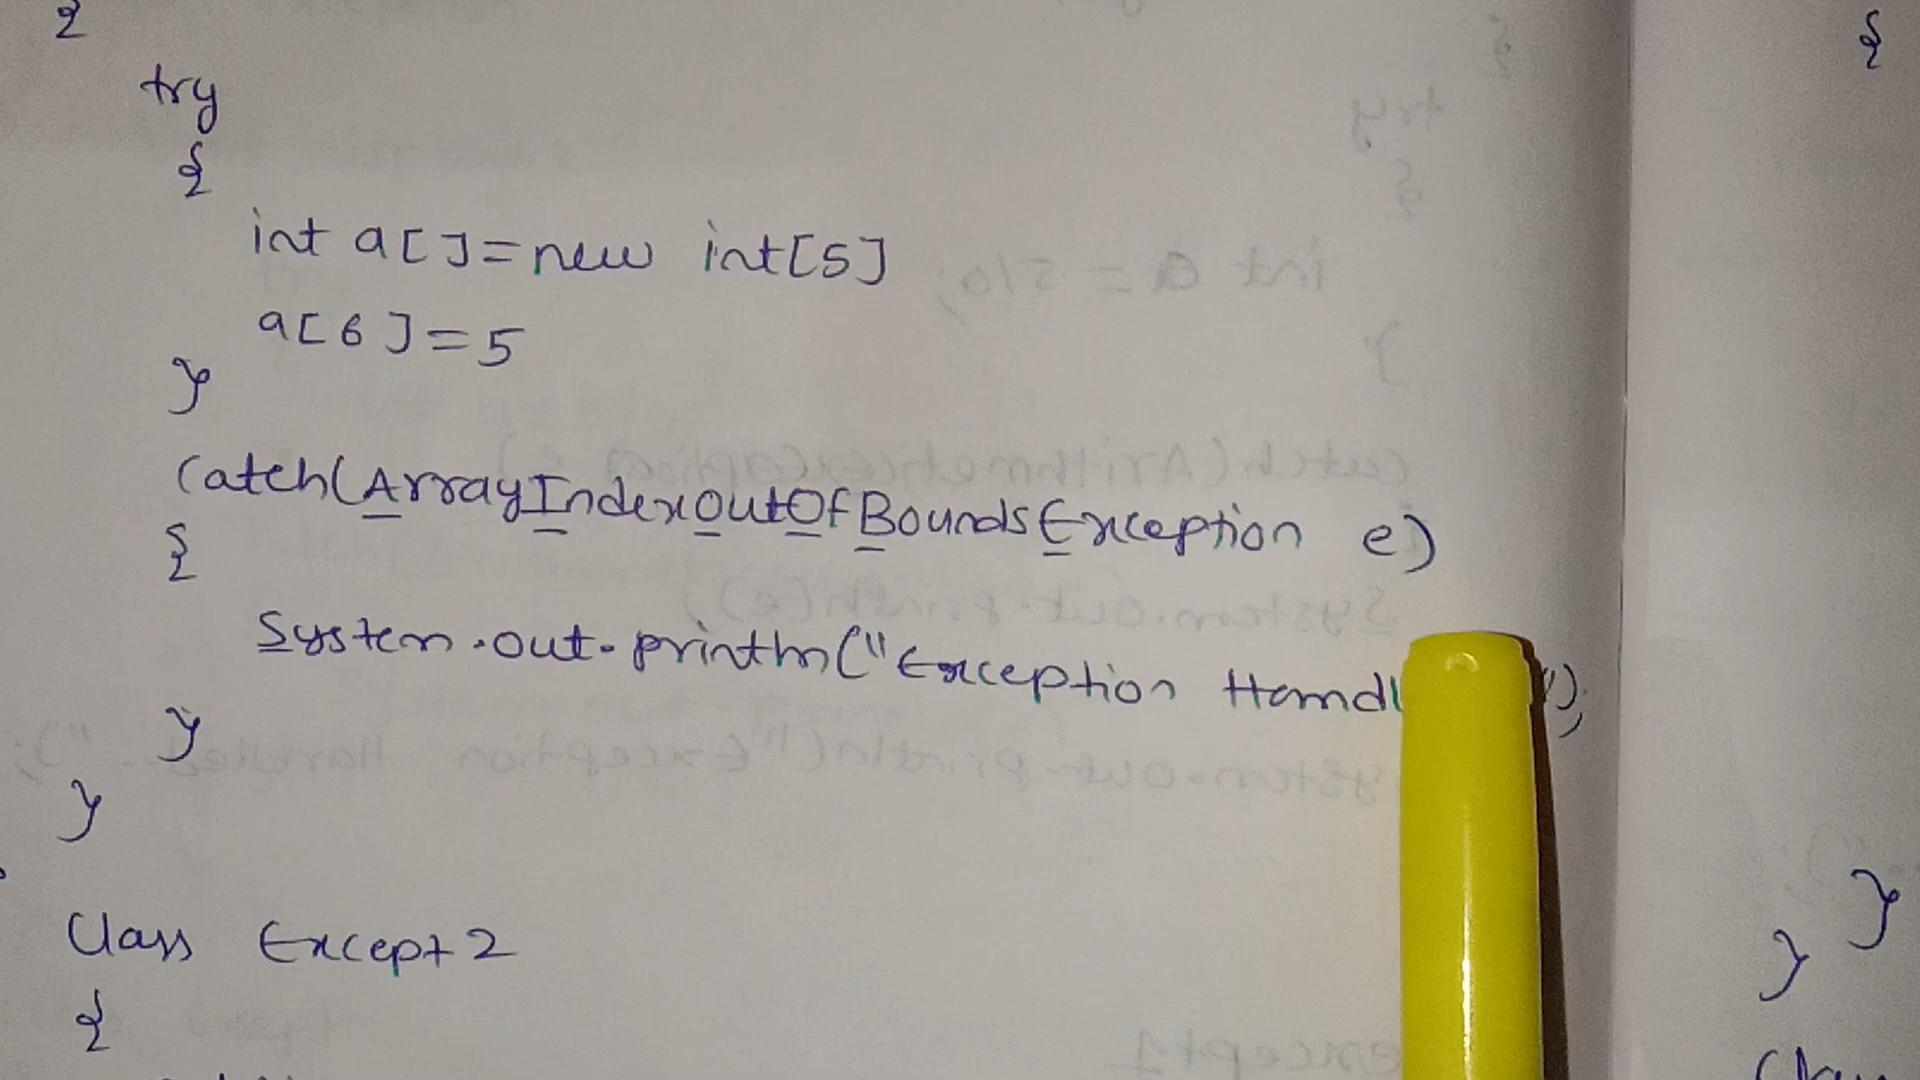 {
try
{
int a[]=new int[5]
a[6]=5
}
catch(ArrayIndexOutOfBoundsException e)
{
System.out.println("Exception Handl ");
}
}
Class Except2
{
{
}
}